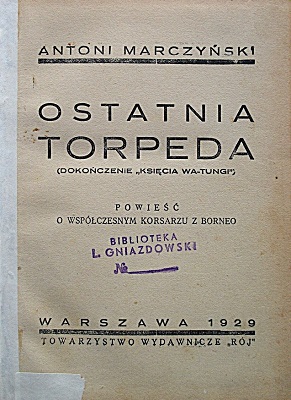 ANTONI MARCZYŃSKI
OSTATNIA
TORPEDA
(DOKOŃCZENIE „KSIĘCIA WA-TUNGI”)
POWIEŚĆ
O WSPÓŁCZESNYM KORSARZU Z BORNEO
BIBLIOTEKA
L. GNIAZDOWSKI
№
WARSZAWA 1929
TOWARZYSTWO WYDAWNICZE „RÓJ”